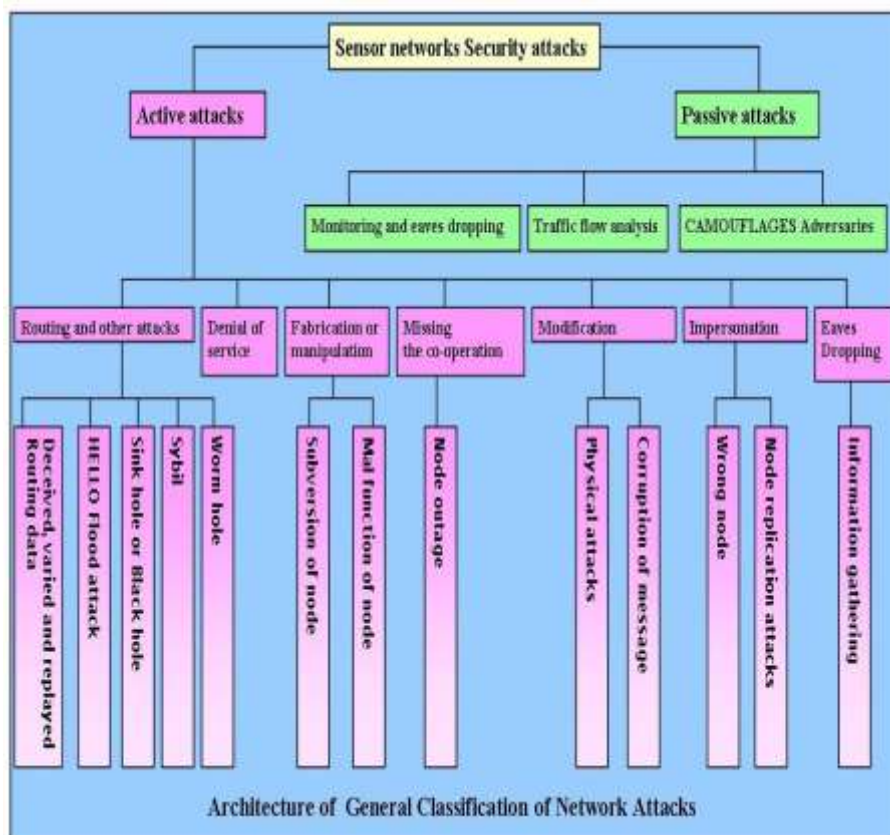 Sensor networks Security attacks
Active attacks
Passive attacks
Monitoring and eaves dropping
Traffic flow analysis
CAMOUFLAGES Adversaries
Routing and other attacks
Denial of
service
Fabrication or
manipulation
Missing
the co-operation
Modification
Impersonation
Eaves
Dropping
Deceived, varied and replayed
Routing data
HELLO Flood attack
Sink hole or Black hole
Sybil
Worm hole
Subversion of node
Mal function of node
Node outage
Physical attacks
Corruption of message
Wrong node
Node replication attacks
Information gathering
Architecture of General Classification of Network Attacks